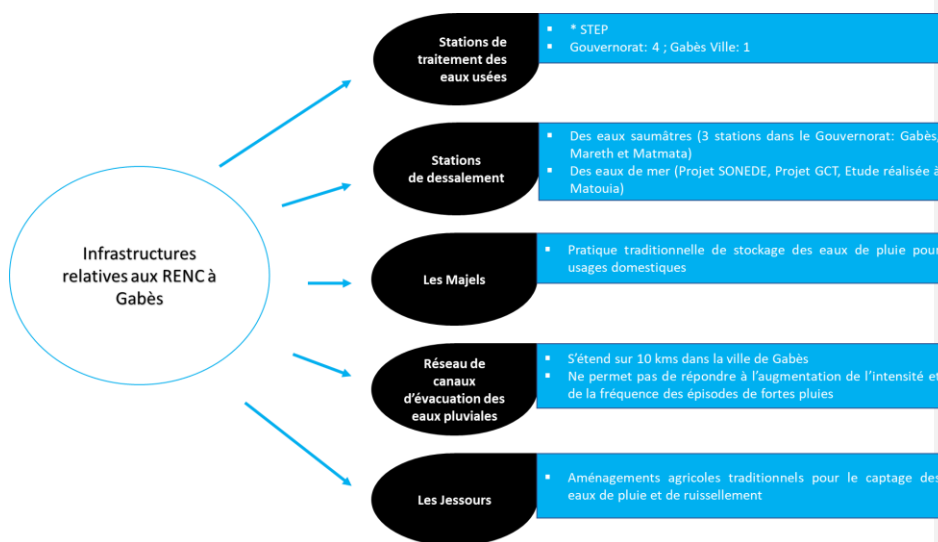 Infrastructures
relatives aux RENC à
Gabès
Stations de
traitement des
eaux usées
* STEP
Gouvernorat: 4 ; Gabès Ville: 1
Stations
de dessalement
Des eaux saumâtres (3 stations dans le Gouvernorat: Gabès,
Mareth et Matmata)
Des eaux de mer (Projet SONEDE, Projet GCT, Etude réalisée à
Matouia)
Les Majels
Pratique traditionnelle de stockage des eaux de pluie pour
usages domestiques
Réseau de
canaux
d'évacuation des
eaux pluviales
S'étend sur 10 kms dans la ville de Gabès
Ne permet pas de répondre à l'augmentation de l'intensité et
de la fréquence des épisodes de fortes pluies
Les Jessours
Aménagements agricoles traditionnels pour le captage des
eaux de pluie et de ruissellement